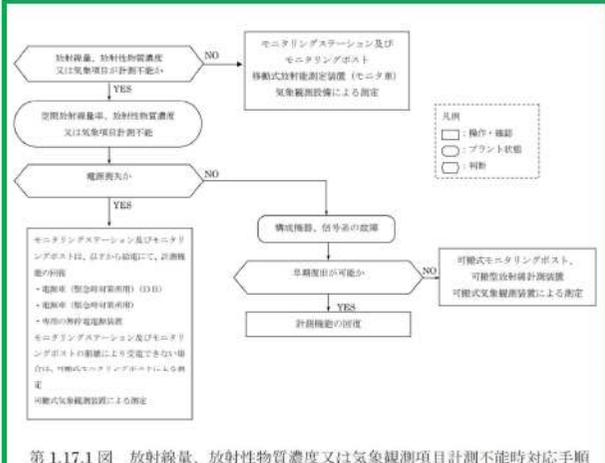 放射線量、放射性物質濃度
又は気象項目が計測不能か
NO
モニタリングステーション及び
モニタリングポスト
移動式放射能測定装置（モニタ車）
気象観測設備による測定
YES
空間放射線量率、放射性物質濃度
又は気象項目計測不能
凡例
：操作・確認
：プラント状態
：判断
電源喪失か
NO
YES
構成機器、信号系の故障
モニタリングステーション及びモニタリ
ングポストは、以下から給電にて、計測機
能の回復
・電源車（緊急時対策所用）（DB）
・電源車（緊急時対策所用）
・専用の無停電電源装置
モニタリングステーション及びモニタリ
ングポストの損壊により受電できない場
合は、可搬式モニタリングポストによる測
定
可搬式気象観測装置による測定
早期復旧が可能か
NO
可搬式モニタリングポスト、
可搬型放射線計測装置
可搬式気象観測装置による測定
YES
計測機能の回復
第 1.17.1 図 放射線量、放射性物質濃度又は気象観測項目計測不能時対応手順